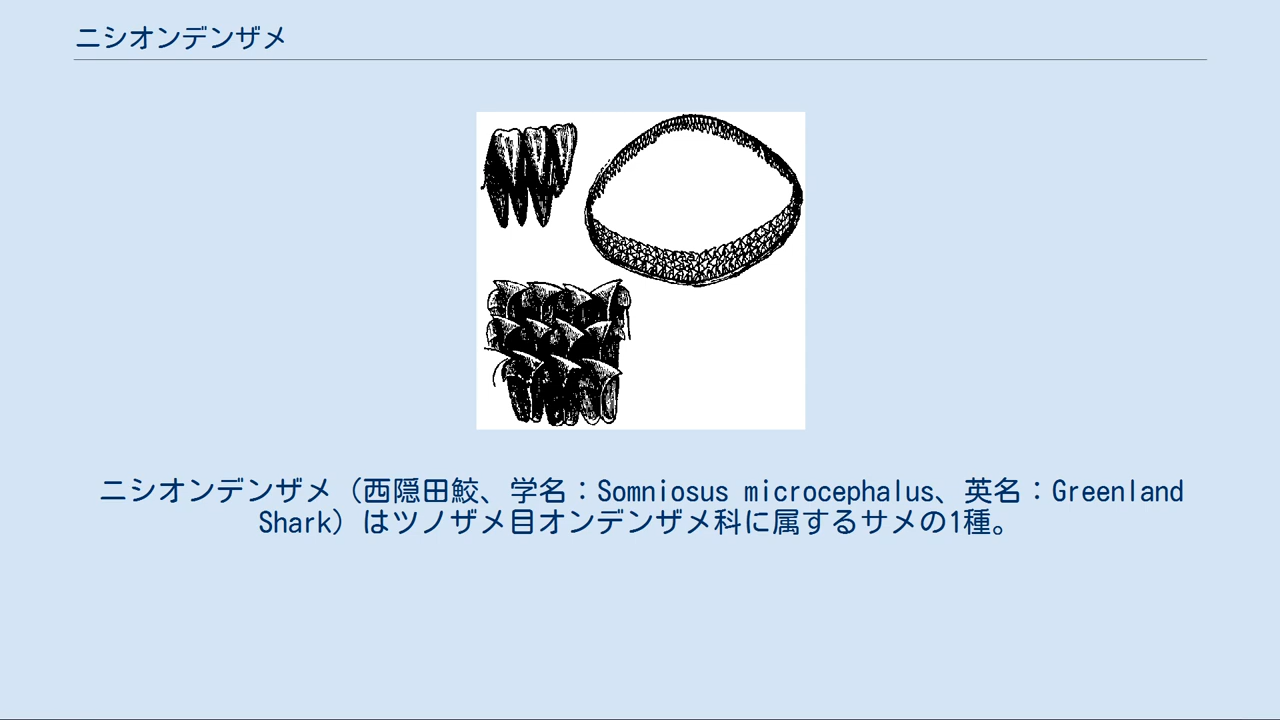 ニシオンデンザメ
ニシオンデンザメ（西隠田鮫、学名：Somniosus microcephalus、英名：Greenland
Shark）はツノザメ目オンデンザメ科に属するサメの1種。